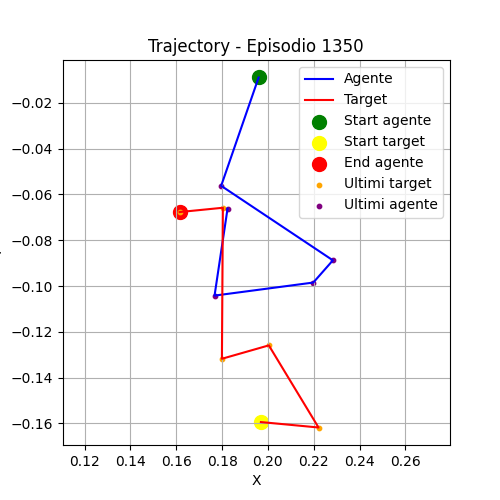 Trajectory - Episodio 1350
Agente
Target
Start agente
Start target
End agente
Ultimi target
Ultimi agente
−0.02
−0.04
−0.06
−0.08
−0.10
−0.12
−0.14
−0.16
0.12 0.14 0.16 0.18 0.20 0.22 0.24 0.26
X